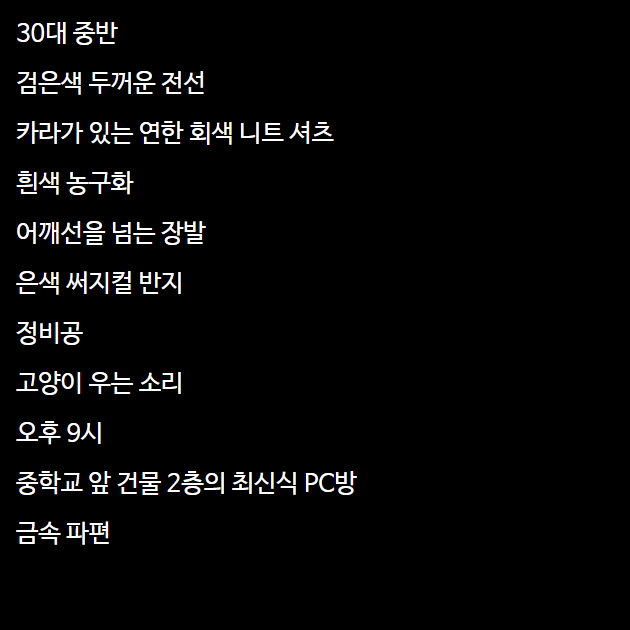 30대 중반
검은색 두꺼운 전선
카라가 있는 연한 회색 니트 셔츠
흰색 농구화
어깨선을 넘는 장발
은색 써지컬 반지
정비공
고양이 우는 소리
오후 9시
중학교 앞 건물 2층의 최신식 PC방
금속 파편